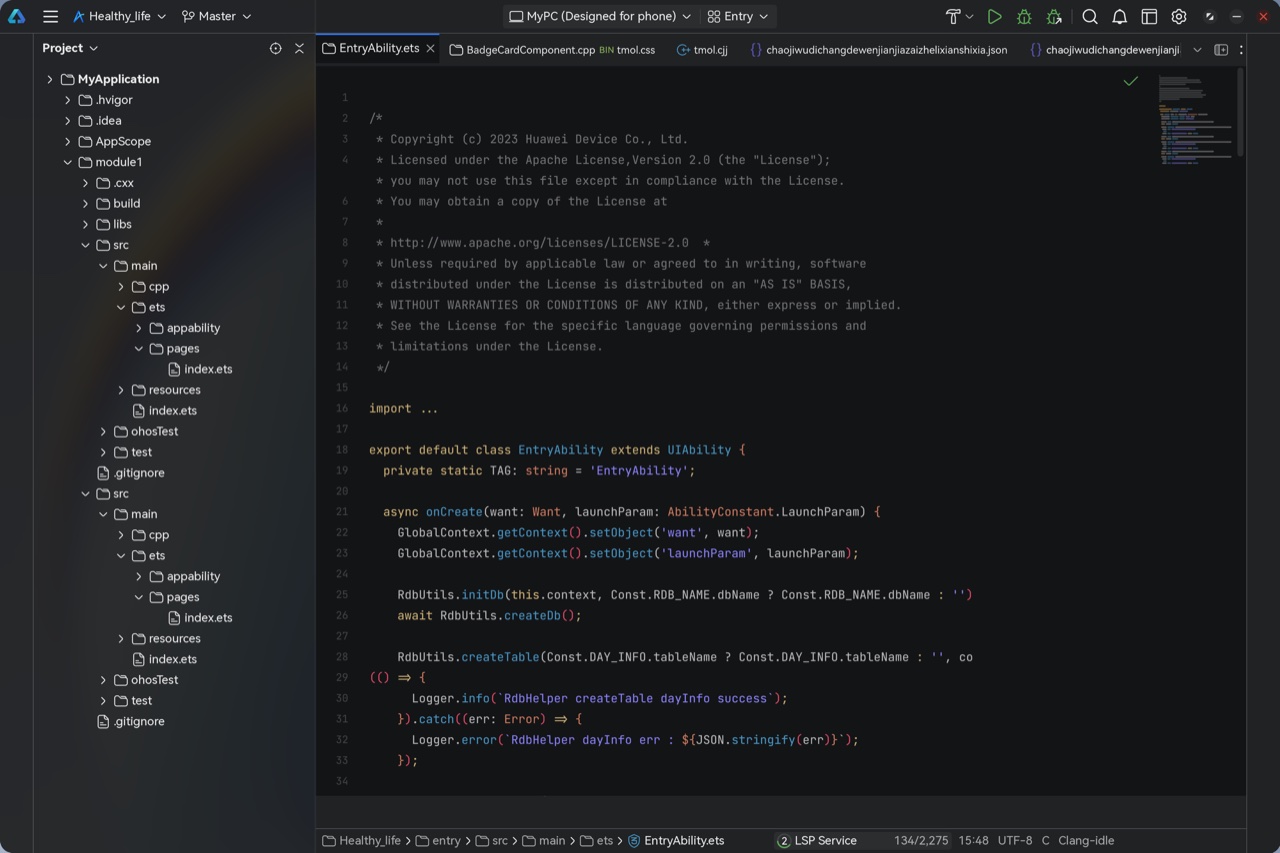 Healthy_life
Master
MyPC (Designed for phone)
Entry
Project
EntryAbility.ets
BadgeCardComponent.cpp
BIN tmol.css
tmol.cjj
chaojiwudichangdewenjianjiazaizhelixianshixia.json
chaojiwudichangdewenjianji
MyApplication
.hvigor
.idea
AppScope
module1
.cxx
build
libs
src
main
cpp
ets
appability
pages
index.ets
resources
index.ets
ohosTest
test
.gitignore
src
main
cpp
ets
appability
pages
index.ets
resources
index.ets
ohosTest
test
.gitignore
1
2 /*
3 * Copyright (c) 2023 Huawei Device Co., Ltd.
4 * Licensed under the Apache License,Version 2.0 (the "License");
* you may not use this file except in compliance with the License.
6 * You may obtain a copy of the License at
7 *
8 * http://www.apache.org/licenses/LICENSE-2.0 *
9 * Unless required by applicable law or agreed to in writing, software
10 * distributed under the License is distributed on an "AS IS" BASIS,
11 * WITHOUT WARRANTIES OR CONDITIONS OF ANY KIND, either express or implied.
12 * See the License for the specific language governing permissions and
13 * limitations under the License.
14 */
15
16 import ...
17
18 export default class EntryAbility extends UIAbility {
19 private static TAG: string = 'EntryAbility';
20
21 async onCreate(want: Want, launchParam: AbilityConstant.LaunchParam) {
22 GlobalContext.getContext().setObject('want', want);
23 GlobalContext.getContext().setObject('launchParam', launchParam);
24
25 RdbUtils.initDb(this.context, Const.RDB_NAME.dbName ? Const.RDB_NAME.dbName : '')
26 await RdbUtils.createDb();
27
28 RdbUtils.createTable(Const.DAY_INFO.tableName ? Const.DAY_INFO.tableName : '', co
29 (() => {
30 Logger.info(`RdbHelper createTable dayInfo success`);
31 }).catch((err: Error) => {
32 Logger.error(`RdbHelper dayInfo err : ${JSON.stringify(err)}`);
33 });
34
Healthy_life > entry > src > main > ets > EntryAbility.ets
2 LSP Service
134/2,275
15:48
UTF-8
C
Clang-idle